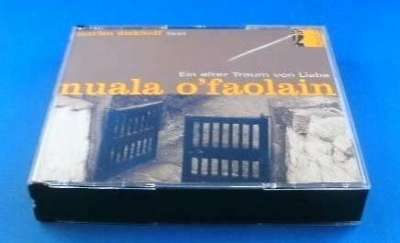 marlen diekhoff liest
Ein alter Traum von Liebe
nuala o'faolain